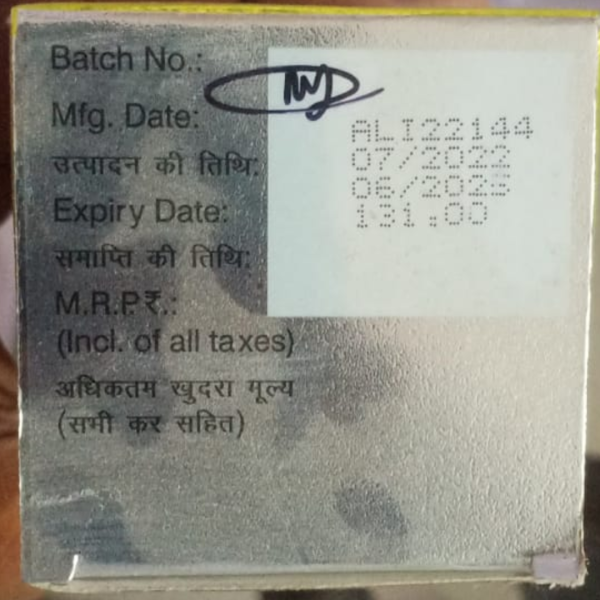 Batch No.:
Mfg. Date:
ALI22144
उत्पादन की तिथि:
07/2022
Expiry Date:
06/2025
समाप्ति की तिथि:
131.00
M.R.P.₹.:
(Incl. of all taxes)
अधिकतम खुदरा मूल्य
(सभी कर सहित)